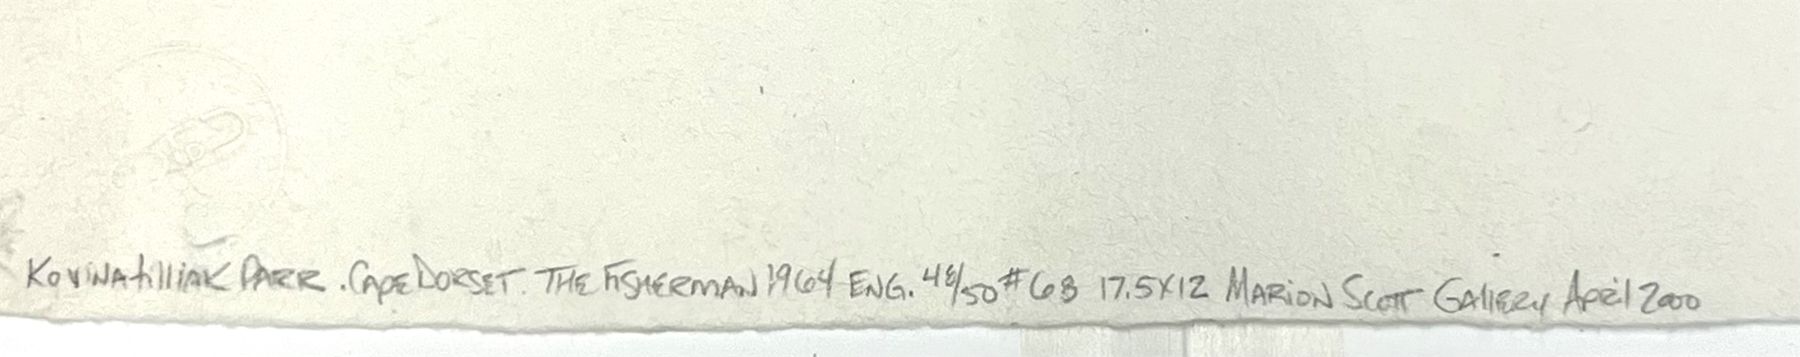 KOVINAtilliAK PARR. CAPE DORSET. THE FISHERMAN 1964 ENG. 48/50 #68 17.5X12 MARION SCOTT GAllERY April 2000